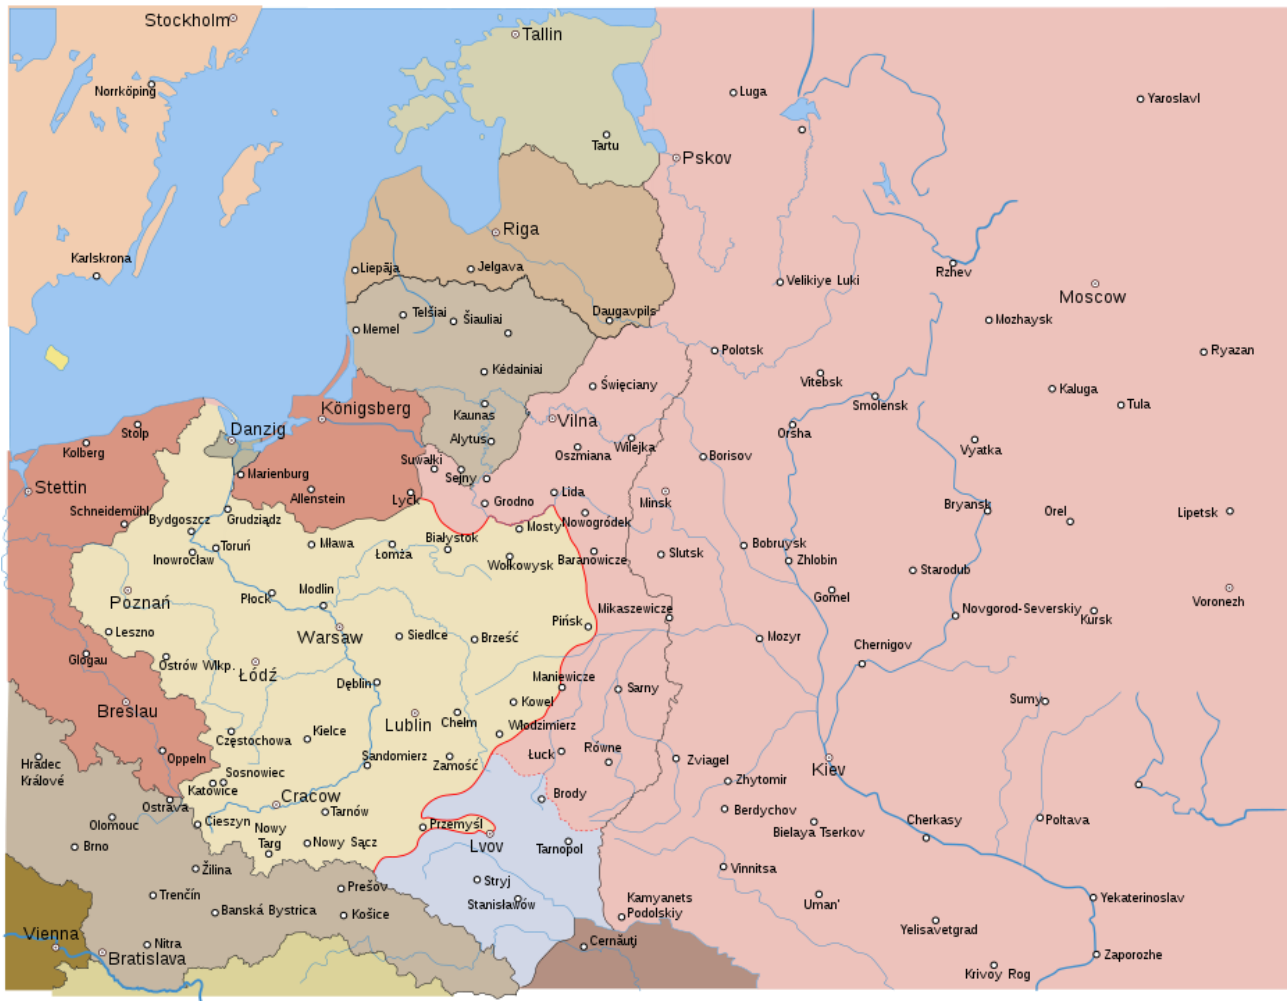 Stockholm
Tallin
Norrköping
Luga
Yaroslavl
Tartu
Pskov
Riga
Karlskrona
Liepāja
Jelgava
Velikiye Luki
Rzhev
Moscow
Telšiai
Šiauliai
Daugavpils
Memel
Mozhaysk
Polotsk
Ryazan
Kėdainiai
Święciany
Vitebsk
Kaluga
Smolensk
Tula
Königsberg
Kaunas
Vilna
Stolp
Danzig
Orsha
Kolberg
Alytus
Wilejka
Vyatka
Oszmiana
Borisov
Suwałki
Sejny
Marienburg
Stettin
Allenstein
Lyck
Grodno
Lida
Minsk
Bryansk
Schneidemühl
Bydgoszcz
Grudziądz
Nowogródek
Orel
Lipetsk
Mosty
Inowrocław
Toruń
Mława
Łomża
Białystok
Wołkowysk
Baranowicze
Slutsk
Bobruysk
Zhlobin
Starodub
Poznań
Płock
Modlin
Gomel
Voronezh
Mikaszewicze
Novgorod-Severskiy
Kursk
Leszno
Warsaw
Siedlce
Brześć
Pińsk
Mozyr
Chernigov
Glogau
Ostrów Wlkp.
Łódź
Dęblin
Maniewicze
Sarny
Breslau
Lublin
Chełm
Kowel
Sumy
Włodzimierz
Częstochowa
Kielce
Oppeln
Sandomierz
Zamość
Łuck
Równe
Zviagel
Kiev
Hradec
Králové
Sosnowiec
Katowice
Zhytomir
Ostrava
Cracow
Tarnów
Brody
Berdychov
Olomouc
Cieszyn
Nowy
Targ
Nowy Sącz
Przemyśl
Lvov
Tarnopol
Bielaya Tserkov
Cherkasy
Poltava
Brno
Žilina
Vinnitsa
Trenčín
Prešov
Stryj
Stanisławów
Kamyanets
Podolskiy
Uman'
Yekaterinoslav
Banská Bystrica
Košice
Yelisavetgrad
Vienna
Nitra
Bratislava
Cernăuţi
Zaporozhe
Krivoy Rog